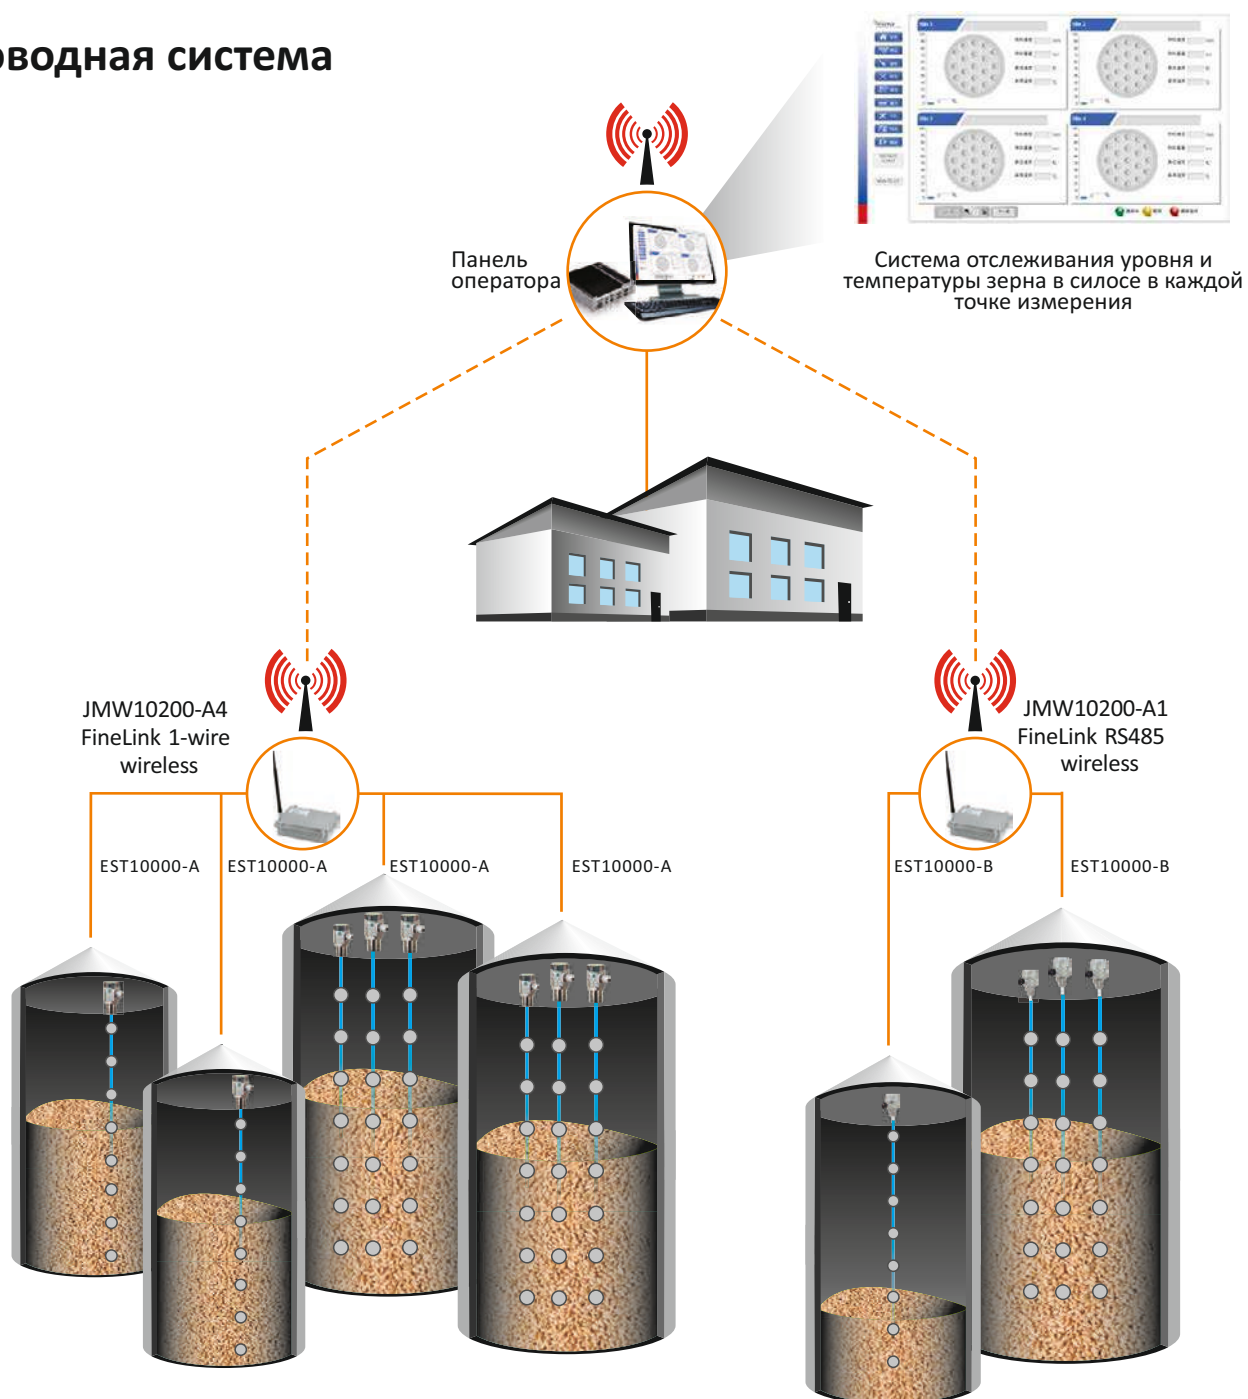 оводная система
Панель
оператора
Система отслеживания уровня и
температуры зерна в силосе в каждой
точке измерения
JMW10200-A4
FineLink 1-wire
wireless
JMW10200-A1
FineLink RS485
wireless
EST10000-A
EST10000-A
EST10000-A
EST10000-A
EST10000-B
EST10000-B